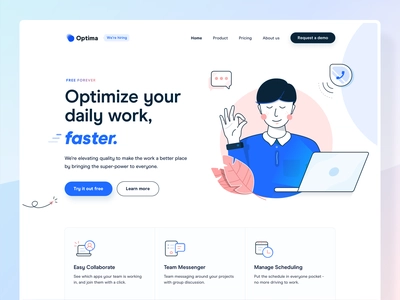 Optima We're hiring Home Product Pricing About us Request a demo
FREE FOREVER
Optimize your
daily work,
faster.
We're elevating quality to make the work a better place
by bringing the super-power to everyone.
Try it out free Learn more
Easy Collaborate Team Messenger Manage Scheduling
See which apps your team is working Team messaging around your projects Put the schedule in everyone pocket -
in, and join them with a click. with group discussion. no more driving to work.